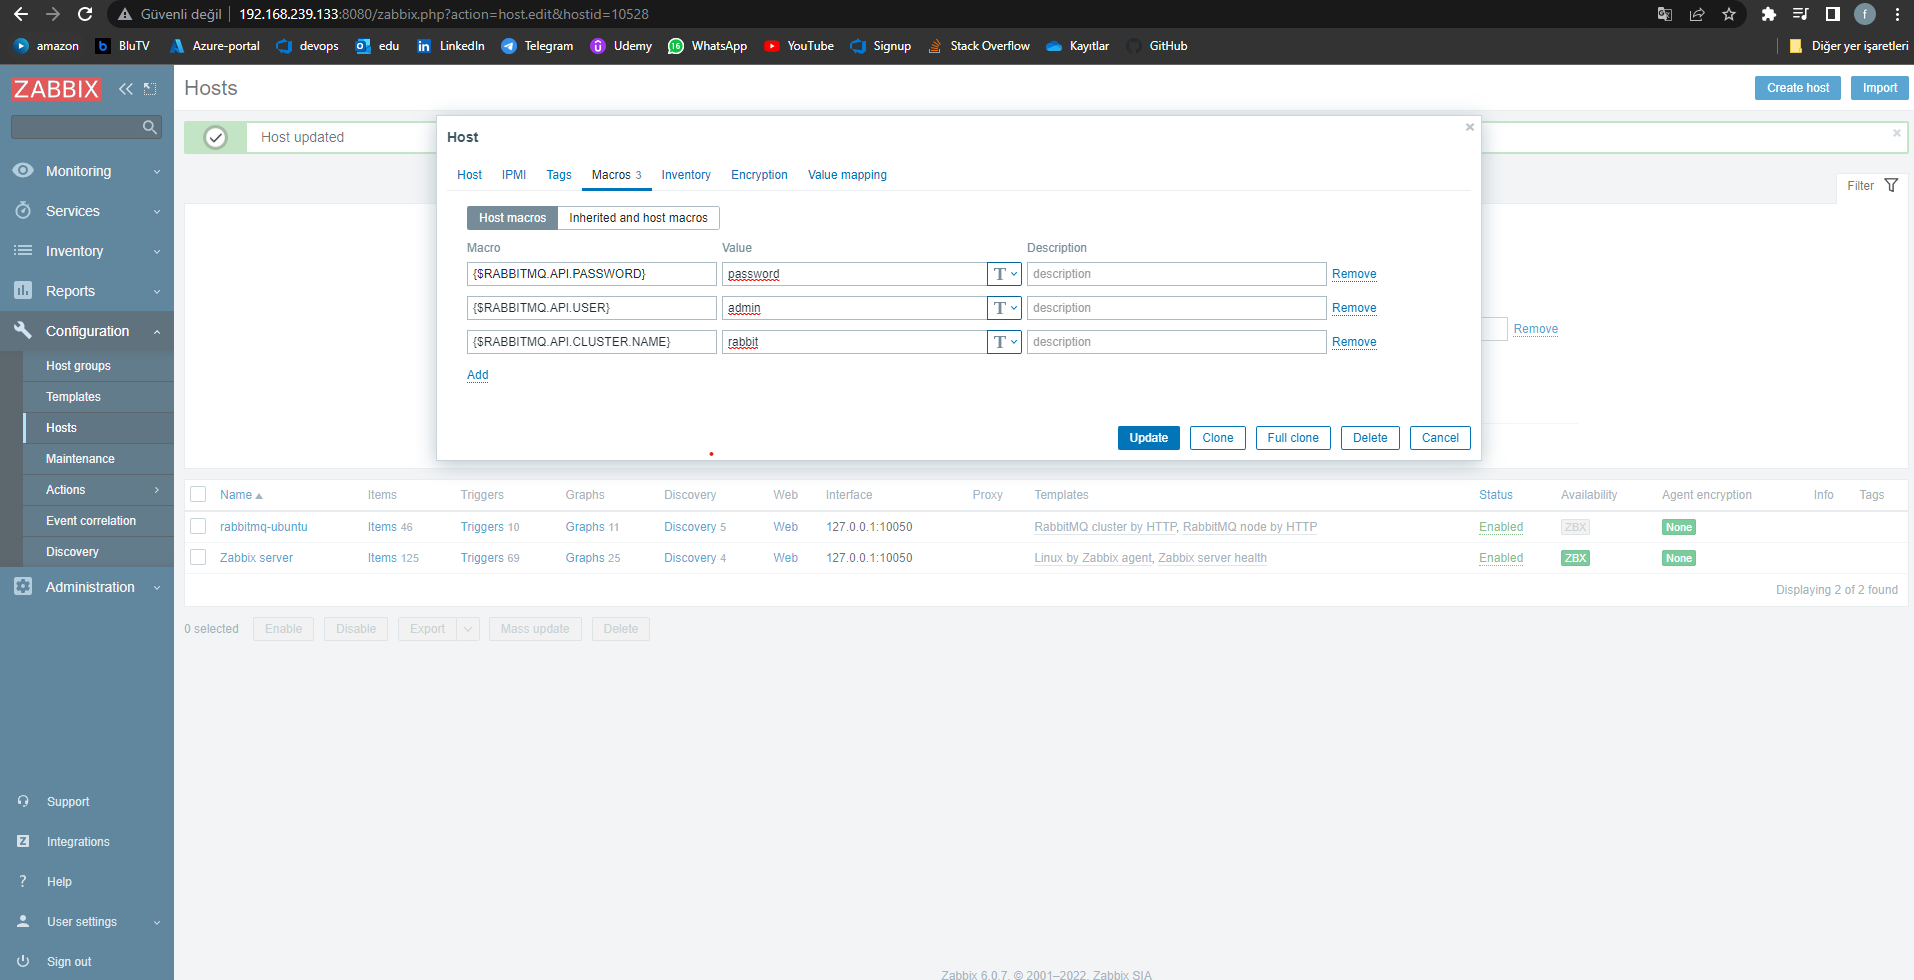 Güvenli değil 192.168.239.133:8080/zabbix.php?action=host.edit&hostid=10528 f
amazon b BluTV Azure-portal devops edu in LinkedIn Telegram Udemy 16 WhatsApp YouTube Signup Stack Overflow Kayıtlar GitHub Diğer yer işaretleri
ZABBIX
Monitoring
Services
Inventory
Reports
Configuration
Host groups
Templates
Hosts
Maintenance
Actions
Event correlation
Discovery
Administration
Support
Z Integrations
? Help
User settings
Sign out
Hosts
Create host Import
Host updated
Filter
Remove
Host
Host IPMI Tags Macros 3 Inventory Encryption Value mapping
Host macros Inherited and host macros
Macro Value Description
{$RABBITMQ.API.PASSWORD} password T description Remove
{$RABBITMQ.API.USER} admin T description Remove
{$RABBITMQ.API.CLUSTER.NAME} rabbit T description Remove
Add
Update Clone Full clone Delete Cancel
Name Items Triggers Graphs Discovery Web Interface Proxy Templates Status Availability Agent encryption Info Tags
rabbitmq-ubuntu Items 46 Triggers 10 Graphs 11 Discovery 5 Web 127.0.0.1:10050 RabbitMQ cluster by HTTP, RabbitMQ node by HTTP Enabled ZBX None
Zabbix server Items 125 Triggers 69 Graphs 25 Discovery 4 Web 127.0.0.1:10050 Linux by Zabbix agent, Zabbix server health Enabled ZBX None
Displaying 2 of 2 found
0 selected Enable Disable Export Mass update Delete
Zabbix 6.0.7. © 2001–2022, Zabbix SIA